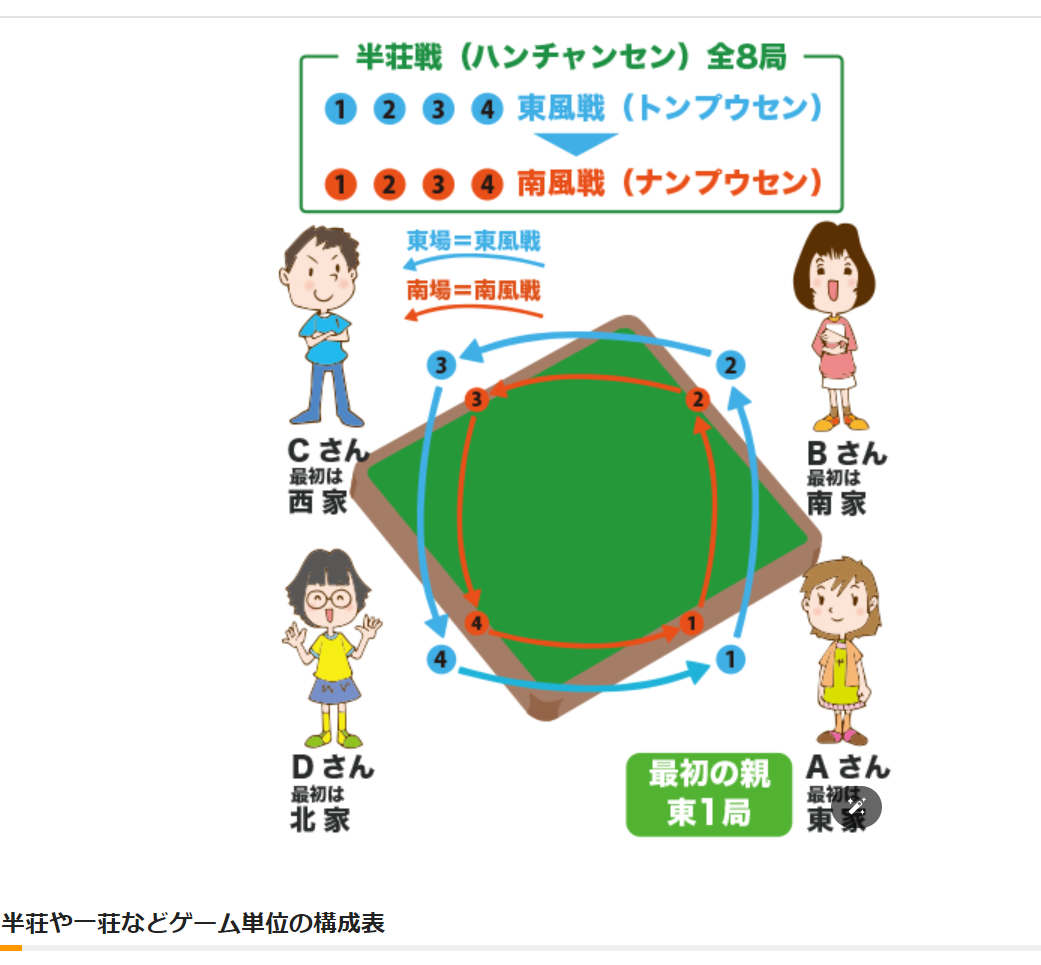 半荘戦（ハンチャンセン）全8局
1 2 3 4 東風戦（トンプウセン）
1 2 3 4 南風戦（ナンプウセン）
東場＝東風戦
南場＝南風戦
3
2
3
2
Cさん
最初は
西家
Bさん
最初は
南家
4
1
4
1
Dさん
最初は
北家
最初の親
東1局
Aさん
最初は
東家
半荘や一荘などゲーム単位の構成表